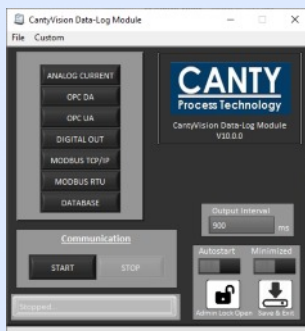 CantyVision Data-Log Module
File Custom
ANALOG CURRENT
OPC DA
OPC UA
DIGITAL OUT
MODBUS TCP/IP
MODBUS RTU
DATABASE
CANTY
Process Technology
CantyVision Data-Log Module
V10.0.0
Output Interval
900 ms
Communication
START STOP
Autostart Minimized
Admin Lock Open Save & Exit
Stopped